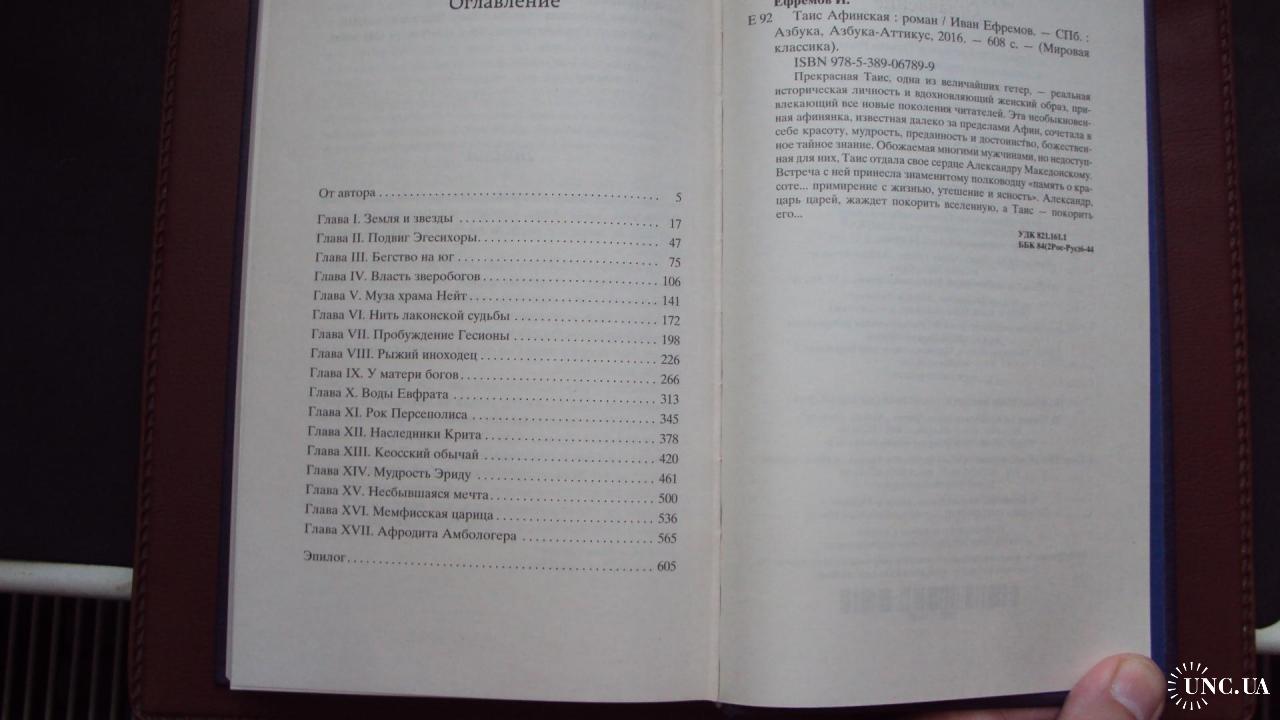 Оглавление
От автора 5
Глава I. Земля и звезды 17
Глава II. Подвиг Эгесихоры 47
Глава III. Бегство на юг 75
Глава IV. Власть зверобогов 106
Глава V. Муза храма Нейт 141
Глава VI. Нить лаконской судьбы 172
Глава VII. Пробуждение Гесионы 198
Глава VIII. Рыжий иноходец 226
Глава IX. У матери богов 266
Глава X. Воды Евфрата 313
Глава XI. Рок Персеполиса 345
Глава XII. Наследники Крита 378
Глава XIII. Кеосский обычай 420
Глава XIV. Мудрость Эриду 461
Глава XV. Несбывшаяся мечта 500
Глава XVI. Мемфисская царица 536
Глава XVII. Афродита Амбологера 565
Эпилог 605
Ефремов И.
Е 92 Таис Афинская : роман / Иван Ефремов. — СПб. :
Азбука, Азбука-Аттикус, 2016. — 608 с. — (Мировая
классика).
ISBN 978-5-389-06789-9
Прекрасная Таис, одна из величайших гетер, — реальная
историческая личность и вдохновляющий женский образ, при-
влекающий все новые поколения читателей. Эта необыкновен-
ная афинянка, известная далеко за пределами Афин, сочетала в
себе красоту, мудрость, преданность и достоинство, божествен-
ное тайное знание. Обожаемая многими мужчинами, но недоступ-
ная для них, Таис отдала свое сердце Александру Македонскому.
Встреча с ней принесла знаменитому полководцу «память о кра-
соте... примирение с жизнью, утешение и ясность». Александр,
царь царей, жаждет покорить вселенную, а Таис — покорить
его...
УДК 821.161.1
ББК 84(2Рос-Рус)6-44
UNC.UA